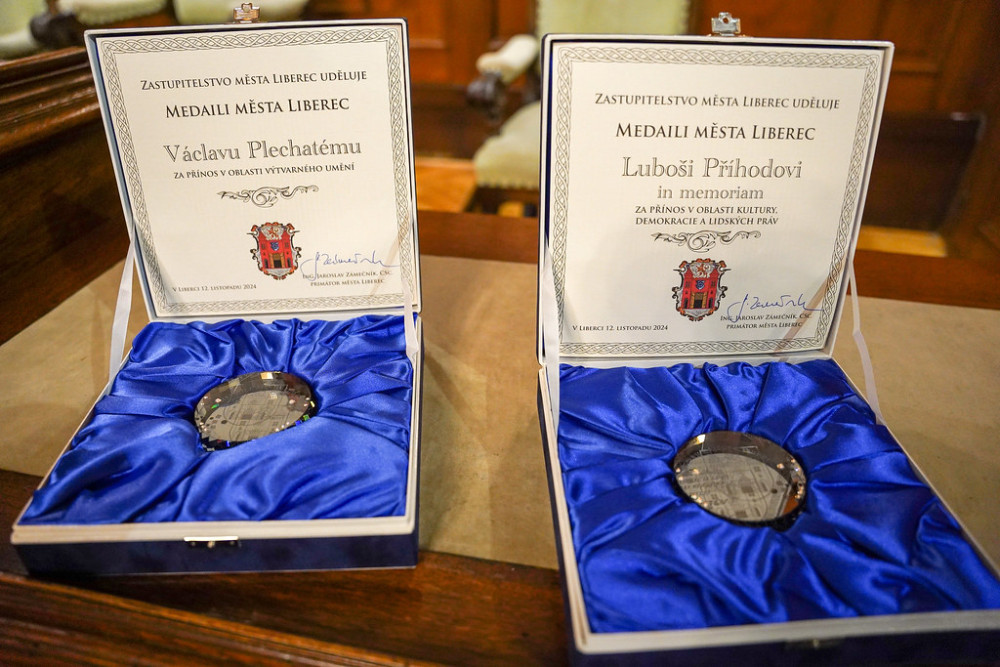 Zastupitelstvo města Liberec uděluje
Medaili města Liberec
Václavu Plechatému
za přínos v oblasti výtvarného umění
V Liberci 12. listopadu 2024
Ing. Jaroslav Zámečník, CSc.
primátor města Liberec
Zastupitelstvo města Liberec uděluje
Medaili města Liberec
Luboši Příhodovi
in memoriam
za přínos v oblasti kultury,
demokracie a lidských práv
V Liberci 12. listopadu 2024
Ing. Jaroslav Zámečník, CSc.
primátor města Liberec